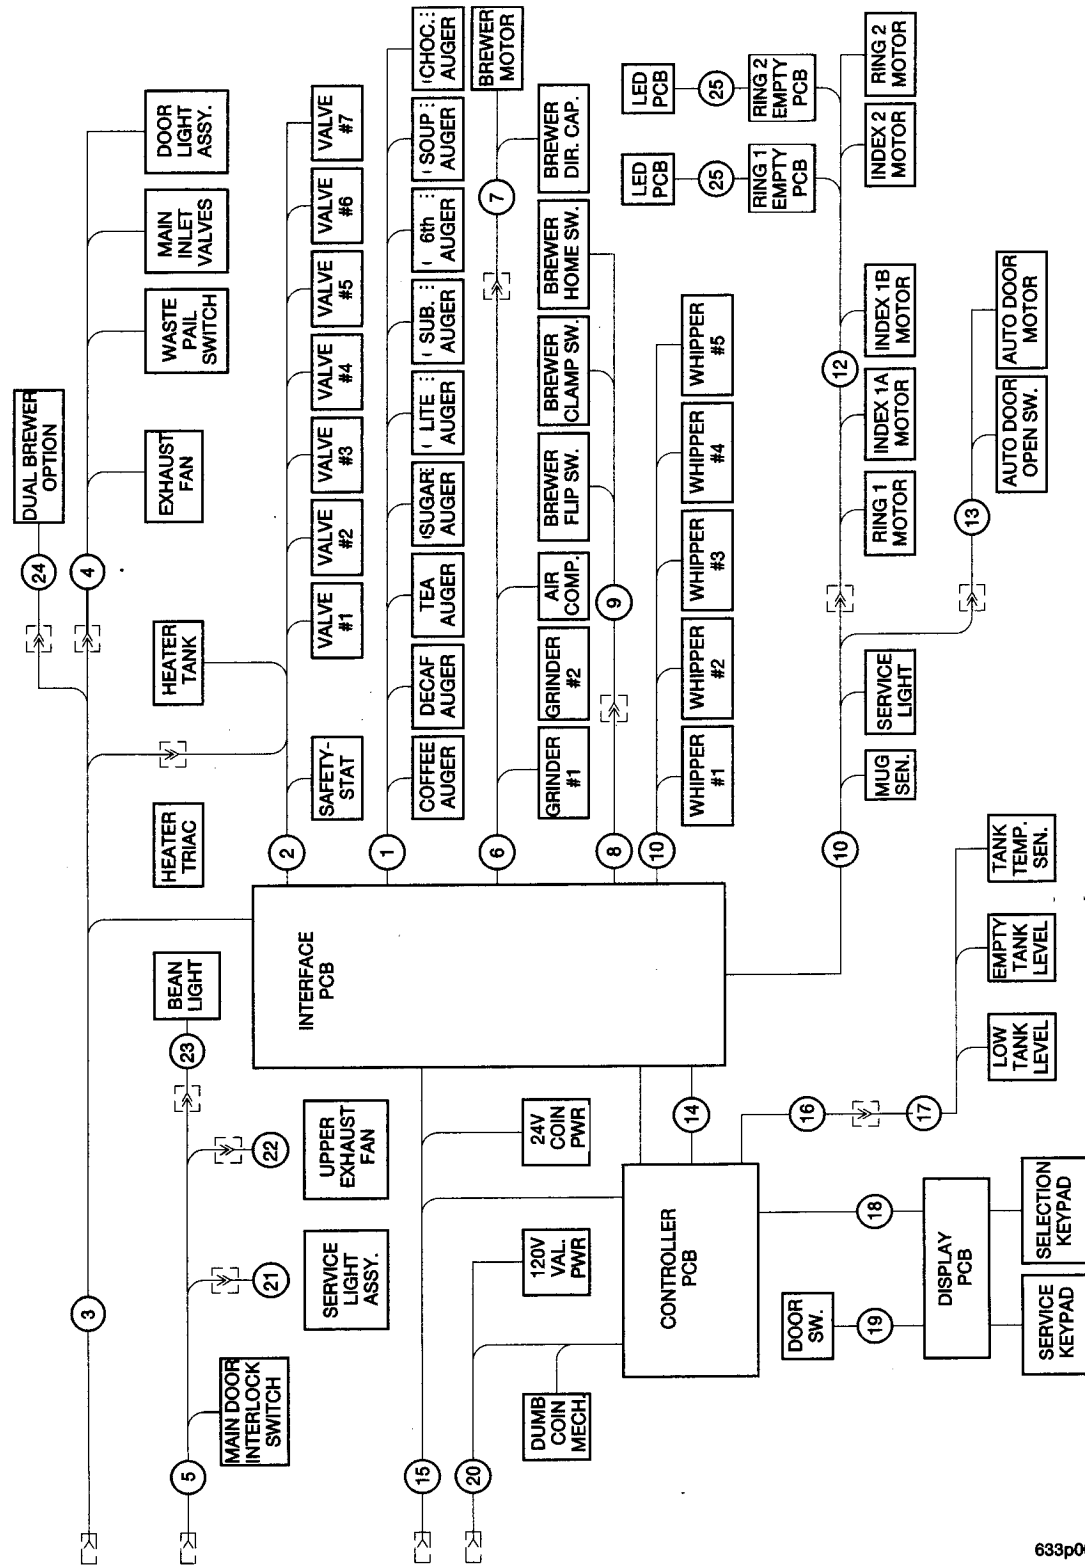 DUAL BREWER
OPTION
24
3
4
EXHAUST
FAN
WASTE
PAIL
SWITCH
MAIN
INLET
VALVES
DOOR
LIGHT
ASSY.
5
MAIN DOOR
INTERLOCK
SWITCH
21
SERVICE
LIGHT
ASSY.
22
UPPER
EXHAUST
FAN
23
BEAN
LIGHT
HEATER
TRIAC
HEATER
TANK
2
SAFETY-
STAT
VALVE
#1
VALVE
#2
VALVE
#3
VALVE
#4
VALVE
#5
VALVE
#6
VALVE
#7
INTERFACE
PCB
1
COFFEE
AUGER
DECAF
AUGER
TEA
AUGER
SUGAR
AUGER
LITE
AUGER
SUB.
AUGER
6th
AUGER
SOUP
AUGER
CHOC.
AUGER
6
GRINDER
#1
GRINDER
#2
AIR
COMP.
7
BREWER
MOTOR
BREWER
DIR. CAP.
8
9
BREWER
FLIP SW.
BREWER
CLAMP SW.
BREWER
HOME SW.
10
WHIPPER
#1
WHIPPER
#2
WHIPPER
#3
WHIPPER
#4
WHIPPER
#5
15
24V
COIN
PWR
20
120V
VAL.
PWR
DUMB
COIN
MECH.
CONTROLLER
PCB
14
16
17
LOW
TANK
LEVEL
EMPTY
TANK
LEVEL
TANK
TEMP.
SEN.
18
DOOR
SW.
19
DISPLAY
PCB
SERVICE
KEYPAD
SELECTION
KEYPAD
10
MUG
SEN.
SERVICE
LIGHT
12
RING 1
MOTOR
INDEX 1A
MOTOR
INDEX 1B
MOTOR
LED
PCB
25
RING 1
EMPTY
PCB
LED
PCB
25
RING 2
EMPTY
PCB
INDEX 2
MOTOR
RING 2
MOTOR
13
AUTO DOOR
OPEN SW.
AUTO DOOR
MOTOR